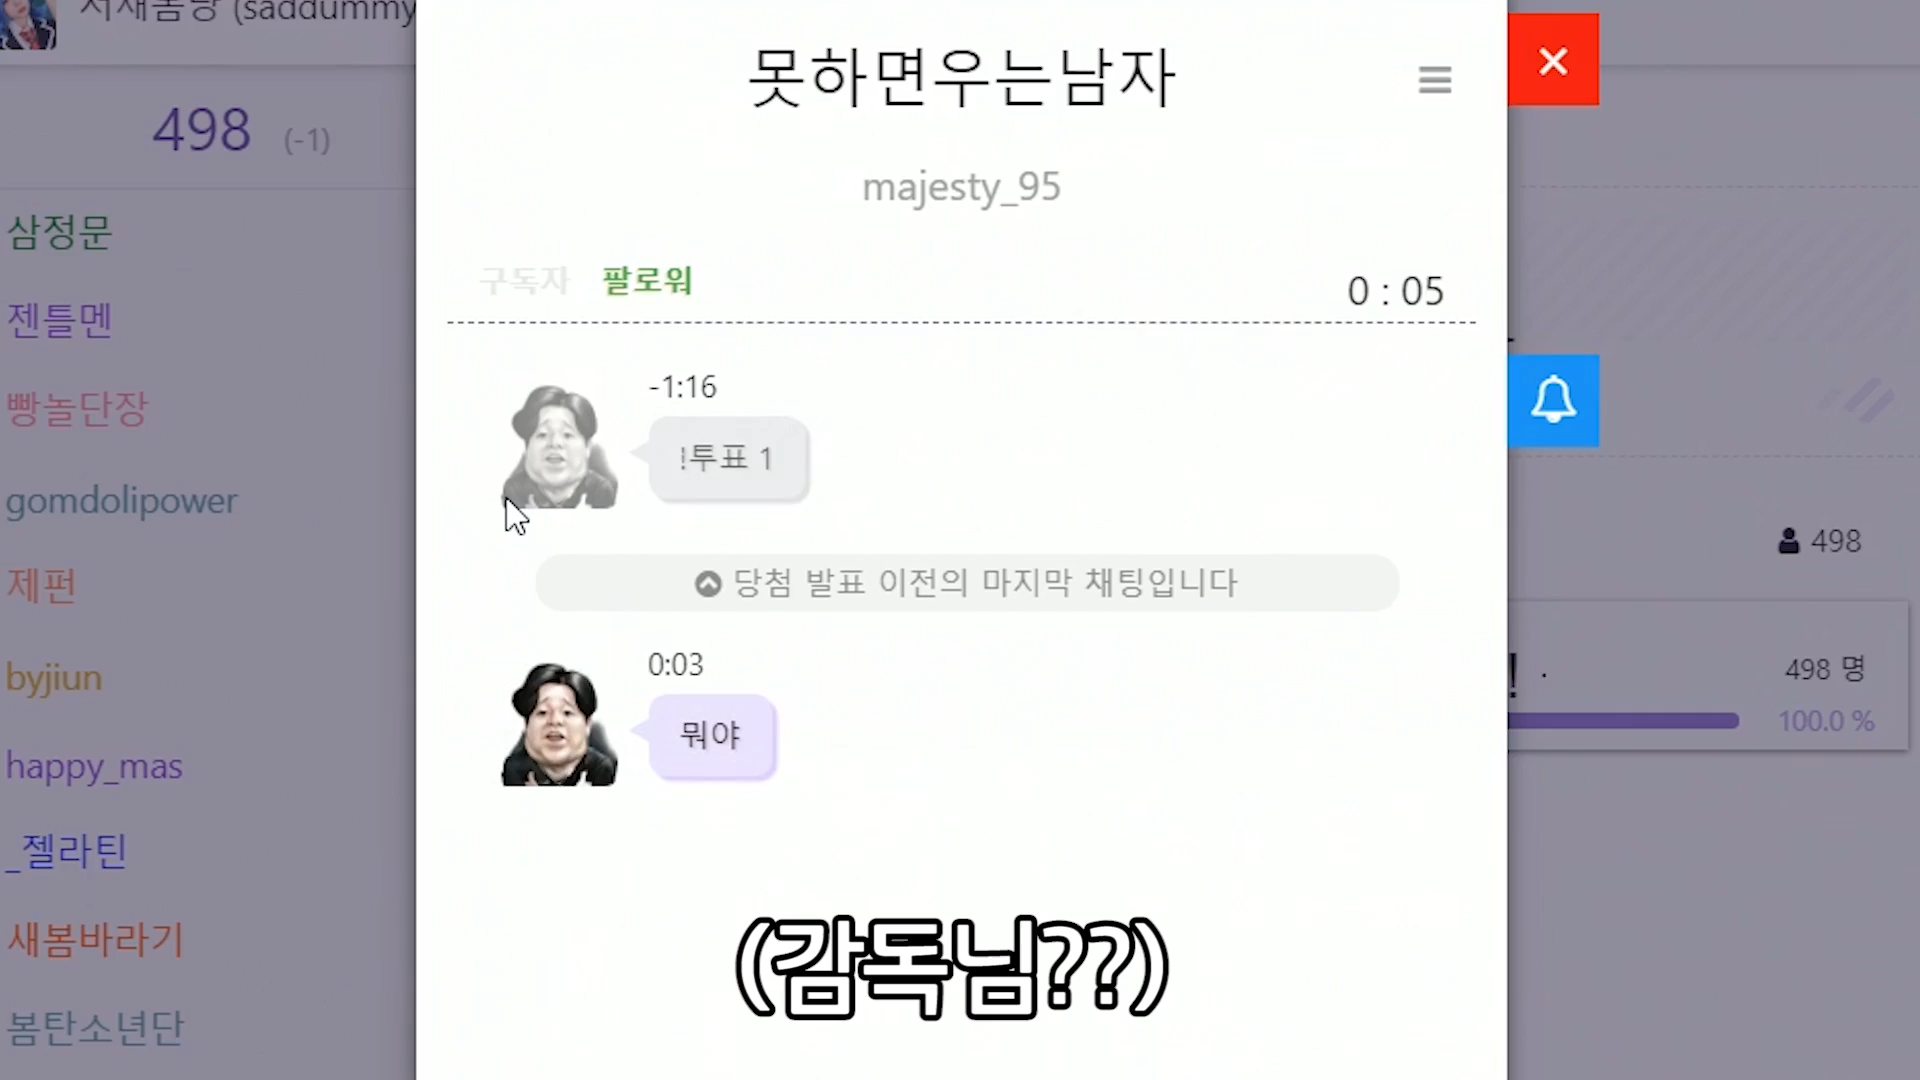 (saddummy
498 (-1)
삼정문
젠틀멘
빵놀단장
gomdolipower
제펀
byjiun
happy_mas
_젤라틴
새봄바라기
봄탄소년단
못하면우는남자
majesty_95
구독자 팔로워
0 : 05
-1:16
!투표 1
당첨 발표 이전의 마지막 채팅입니다
0:03
뭐야
(감독님??)
498
498 명
100.0 %